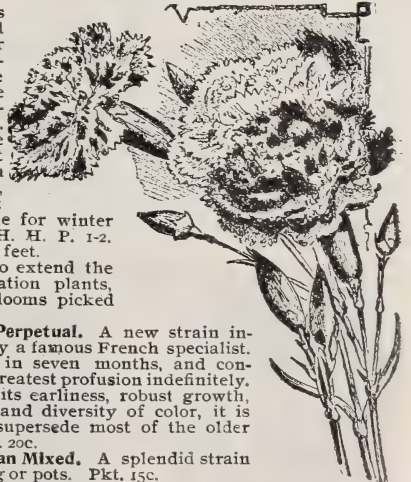 e for winter
H. H. P. 1-2.
feet.
o extend the
ation plants,
looms picked
Perpetual. A new strain in-
y a famous French specialist.
in seven months, and con-
reatest profusion indefinitely.
its earliness, robust growth,
and diversity of color, it is
supersede most of the older
. 20c.
an Mixed. A splendid strain
g or pots. Pkt. 15c.